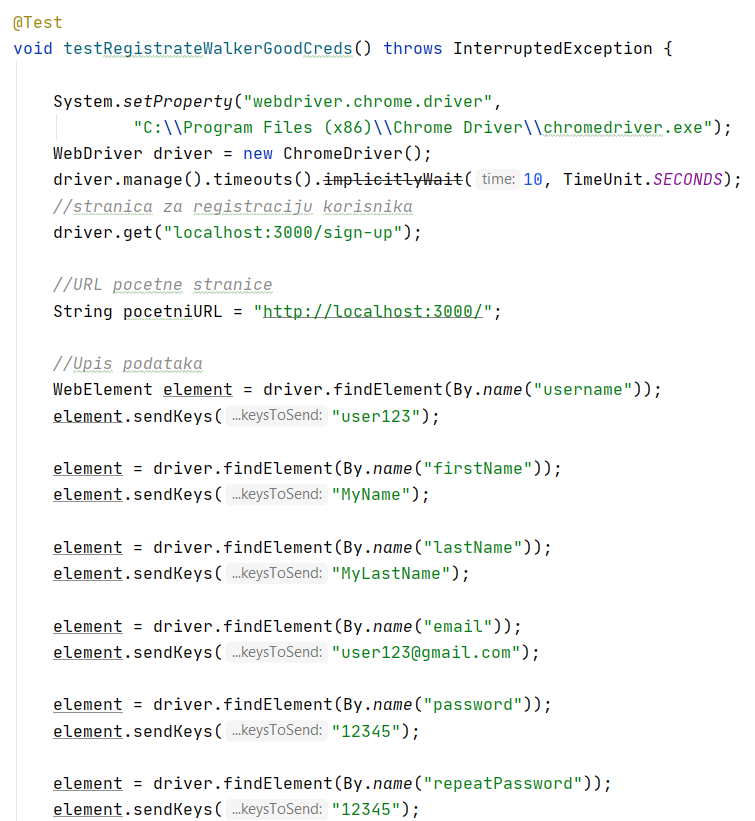 @Test
void testRegistrateWalkerGoodCreds() throws InterruptedException {
System.setProperty("webdriver.chrome.driver",
"C:\\Program Files (x86)\\Chrome Driver\\chromedriver.exe");
WebDriver driver = new ChromeDriver();
driver.manage().timeouts().implicitlyWait( time: 10, TimeUnit.SECONDS);
//stranica za registraciju korisnika
driver.get("localhost:3000/sign-up");
//URL pocetne stranice
String pocetniURL = "http://localhost:3000/";
//Upis podataka
WebElement element = driver.findElement(By.name("username"));
element.sendKeys( ...keysToSend: "user123");
element = driver.findElement(By.name("firstName"));
element.sendKeys( ...keysToSend: "MyName");
element = driver.findElement(By.name("lastName"));
element.sendKeys( ...keysToSend: "MyLastName");
element = driver.findElement(By.name("email"));
element.sendKeys( ...keysToSend: "user123@gmail.com");
element = driver.findElement(By.name("password"));
element.sendKeys( ...keysToSend: "12345");
element = driver.findElement(By.name("repeatPassword"));
element.sendKeys( ...keysToSend: "12345");